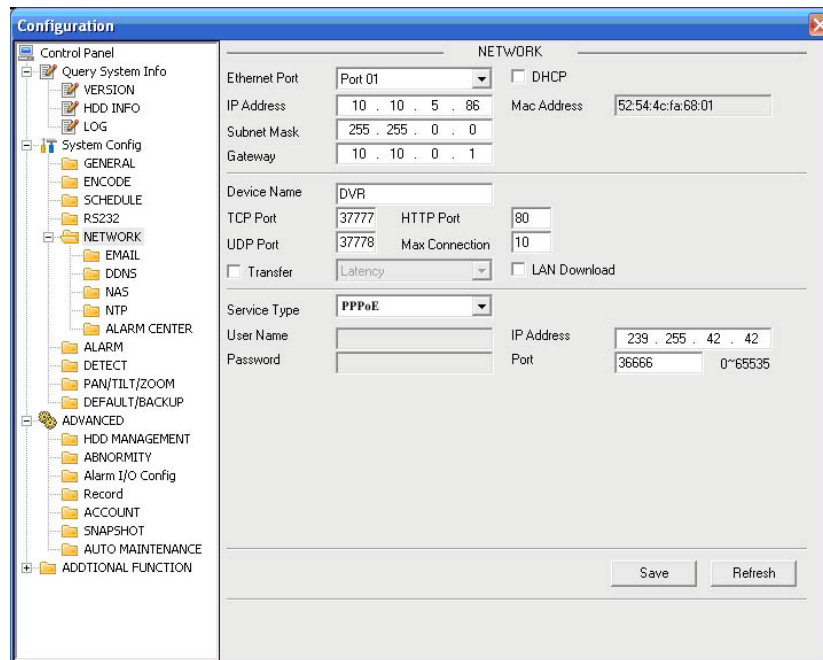 Configuration
Control Panel
Query System Info
VERSION
HDD INFO
LOG
System Config
GENERAL
ENCODE
SCHEDULE
RS232
NETWORK
EMAIL
DDNS
NAS
NTP
ALARM CENTER
ALARM
DETECT
PAN/TILT/ZOOM
DEFAULT/BACKUP
ADVANCED
HDD MANAGEMENT
ABNORMITY
Alarm I/O Config
Record
ACCOUNT
SNAPSHOT
AUTO MAINTENANCE
ADDTIONAL FUNCTION
NETWORK
Ethernet Port Port 01 DHCP
IP Address 10 . 10 . 5 . 86 Mac Address 52:54:4c:fa:68:01
Subnet Mask 255 . 255 . 0 . 0
Gateway 10 . 10 . 0 . 1
Device Name DVR
TCP Port 37777 HTTP Port 80
UDP Port 37778 Max Connection 10
Transfer Latency LAN Download
Service Type PPPoE
User Name IP Address 239 . 255 . 42 . 42
Password Port 36666 0~65535
Save Refresh